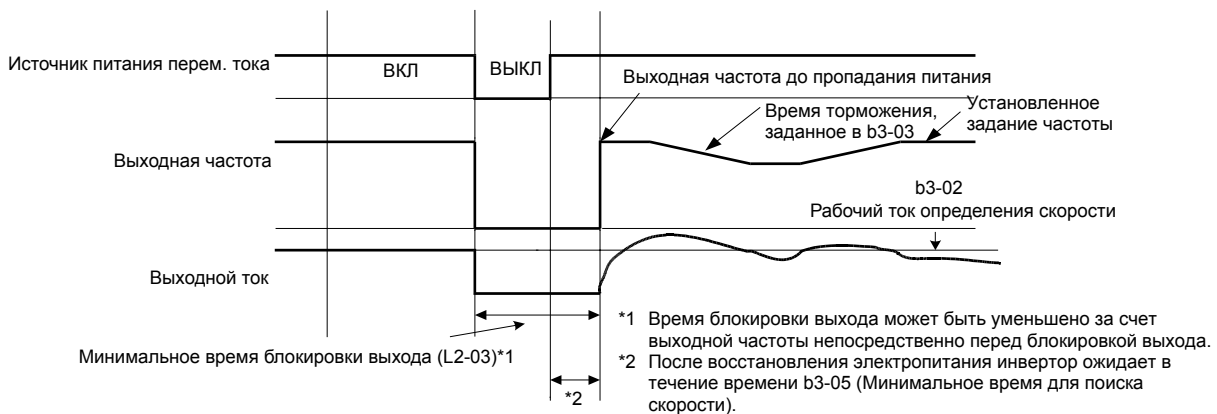 Источник питания перем. тока
ВКЛ
ВЫКЛ
Выходная частота до пропадания питания
Время торможения,
заданное в b3-03
Установленное
задание частоты
Выходная частота
b3-02
Рабочий ток определения скорости
Выходной ток
Минимальное время блокировки выхода (L2-03)*1
*2
*1 Время блокировки выхода может быть уменьшено за счет
выходной частоты непосредственно перед блокировкой выхода.
*2 После восстановления электропитания инвертор ожидает в
течение времени b3-05 (Минимальное время для поиска
скорости).